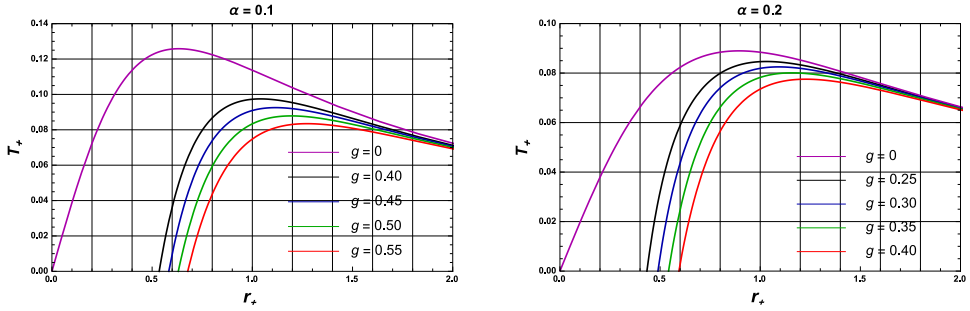 α = 0.1
0.14
0.12
0.10
0.08
0.06
0.04
0.02
0.00
T₊
g = 0
g = 0.40
g = 0.45
g = 0.50
g = 0.55
0.0 0.5 1.0 1.5 2.0
r₊
α = 0.2
0.10
0.08
0.06
0.04
0.02
0.00
T₊
g = 0
g = 0.25
g = 0.30
g = 0.35
g = 0.40
0.0 0.5 1.0 1.5 2.0
r₊